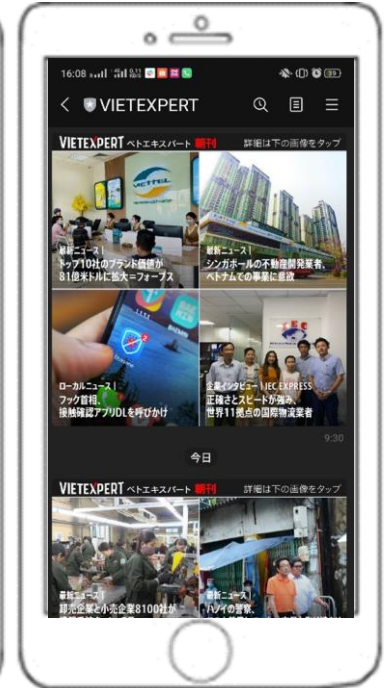 16:08
VIETEXPERT
VIETEXPERT ベトエキスパート 朝刊 詳細は下の画像をタップ
VIETTEL
最新ニュース|
トップ10社のブランド価値が
81億米ドルに拡大=フォーブス
最新ニュース|
シンガポールの不動産開発業者、
ベトナムでの事業に意欲
BAEMIN
ローカルニュース|
フック首相、
接触確認アプリDLを呼びかけ
IEC
企業インタビュー|IEC EXPRESS
正確さとスピードが強み、
世界11拠点の国際物流業者
9:30
今日
VIETEXPERT ベトエキスパート 朝刊 詳細は下の画像をタップ
最新ニュース|
卸売企業と小売企業8100社が
最新ニュース|
ハノイの警察、